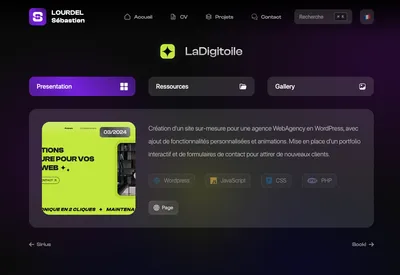 LOURDEL
Sébastien
Accueil
CV
Projets
Contact
Recherche
⌘ K
LaDigitoile
Presentation
Ressources
Gallery
03/2024
TIONS
URE POUR VOS
WEB
ONIQUE EN 2 CLIQUES ✦ MAINTENA
Création d'un site sur-mesure pour une agence WebAgency en WordPress, avec
ajout de fonctionnalités personnalisées et animations. Mise en place d'un portfolio
interactif et de formulaires de contact pour attirer de nouveaux clients.
Wordpress
JavaScript
CSS
PHP
Page
← Sirius
Bookı →